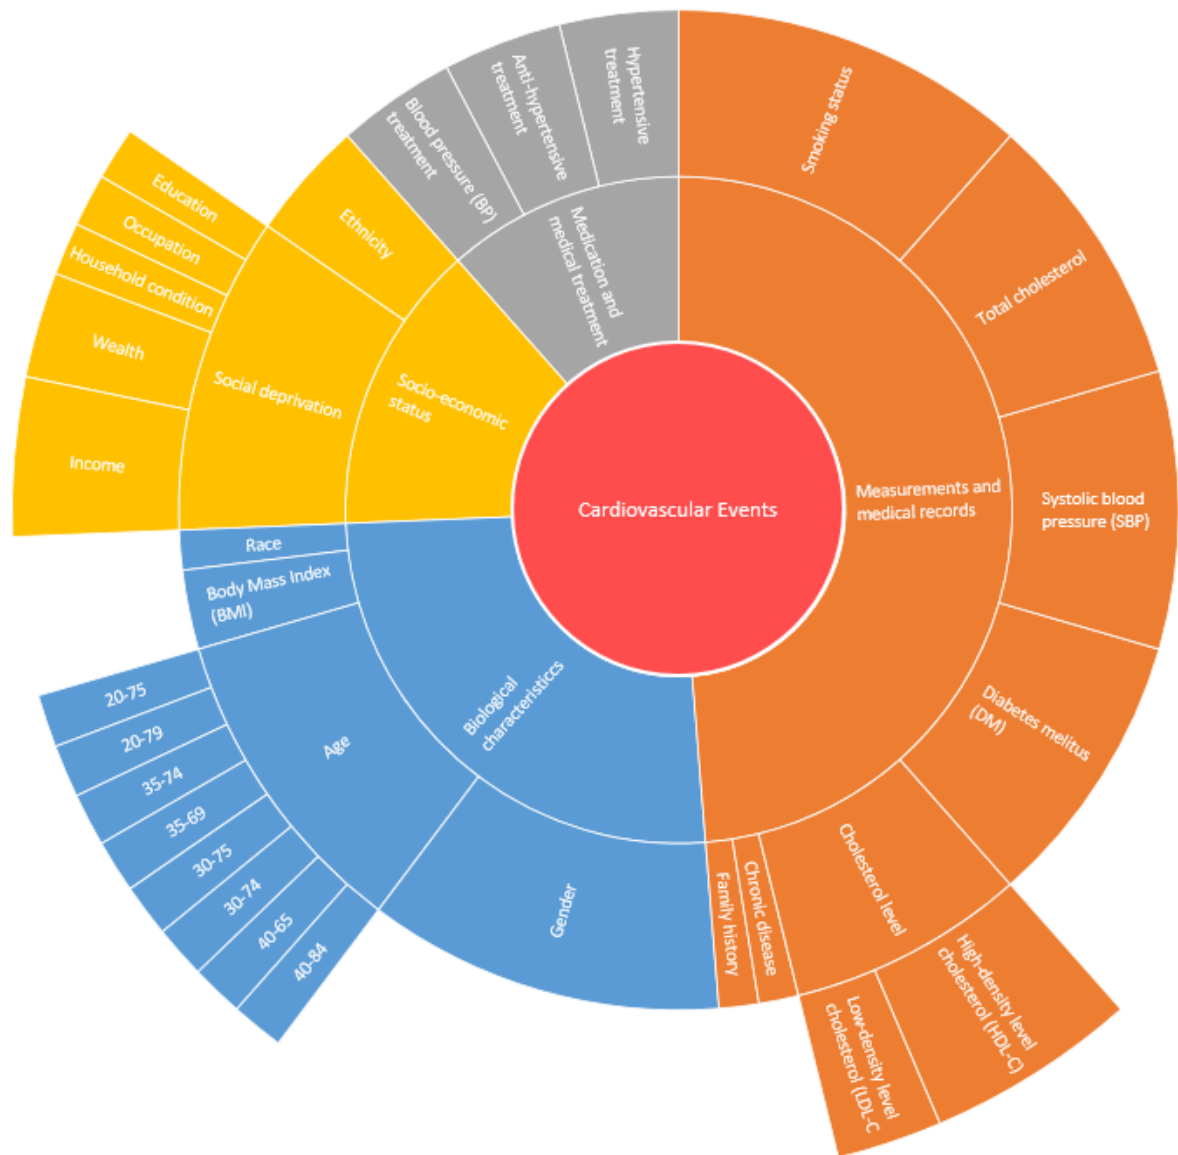 Cardiovascular Events
Measurements and
medical records
Smoking status
Total cholesterol
Systolic blood
pressure (SBP)
Diabetes melitus
(DM)
Cholesterol level
High-density level
cholesterol (HDL-C)
Low-density level
cholesterol (LDL-C
Chronic disease
Family history
Biological
characteristiccs
Gender
Age
40-84
40-65
30-74
30-75
35-69
35-74
20-79
20-75
Body Mass Index
(BMI)
Race
Socio-economic
status
Social deprivation
Income
Wealth
Household condition
Occupation
Education
Ethnicity
Medication and
medical treatment
Blood pressure (BP)
treatment
Anti-hypertensive
treatment
Hypertensive
treatment